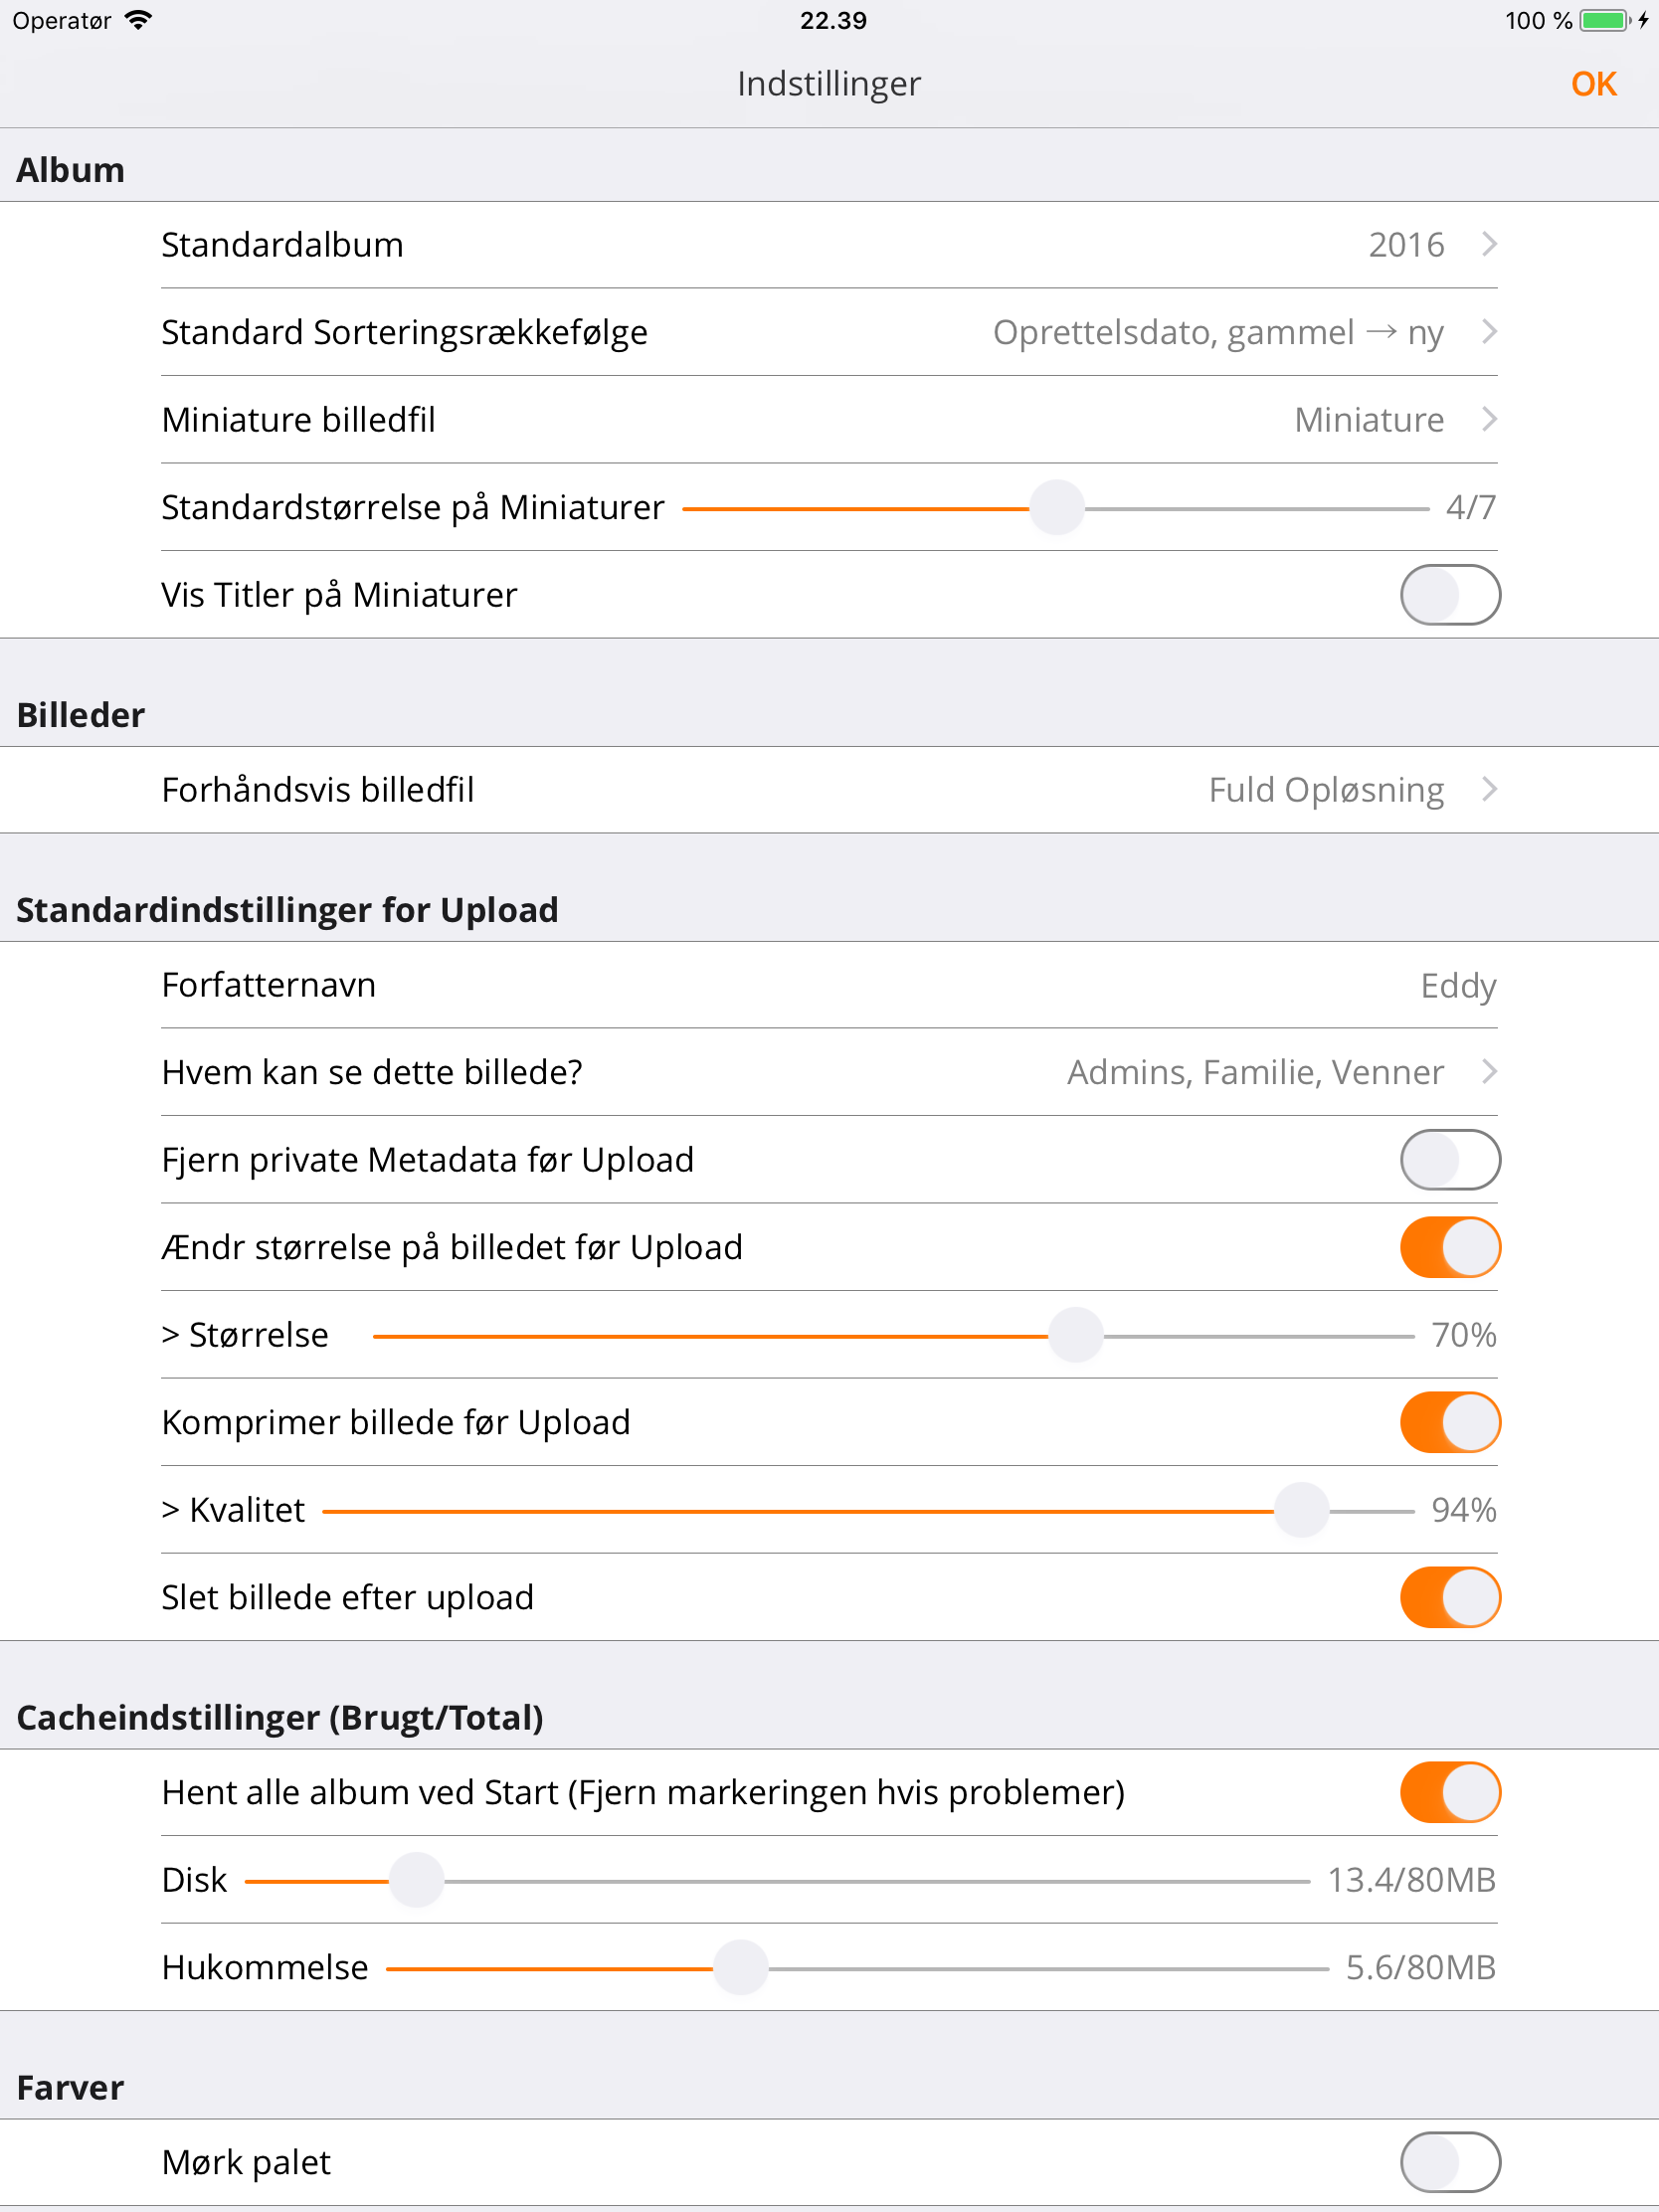 Operatør 22.39 100 %
Indstillinger OK
Album
Standardalbum 2016
Standard Sorteringsrækkefølge Oprettelsdato, gammel → ny
Miniature billedfil Miniature
Standardstørrelse på Miniaturer 4/7
Vis Titler på Miniaturer
Billeder
Forhåndsvis billedfil Fuld Opløsning
Standardindstillinger for Upload
Forfatternavn Eddy
Hvem kan se dette billede? Admins, Familie, Venner
Fjern private Metadata før Upload
Ændr størrelse på billedet før Upload
> Størrelse 70%
Komprimer billede før Upload
> Kvalitet 94%
Slet billede efter upload
Cacheindstillinger (Brugt/Total)
Hent alle album ved Start (Fjern markeringen hvis problemer)
Disk 13.4/80MB
Hukommelse 5.6/80MB
Farver
Mørk palet